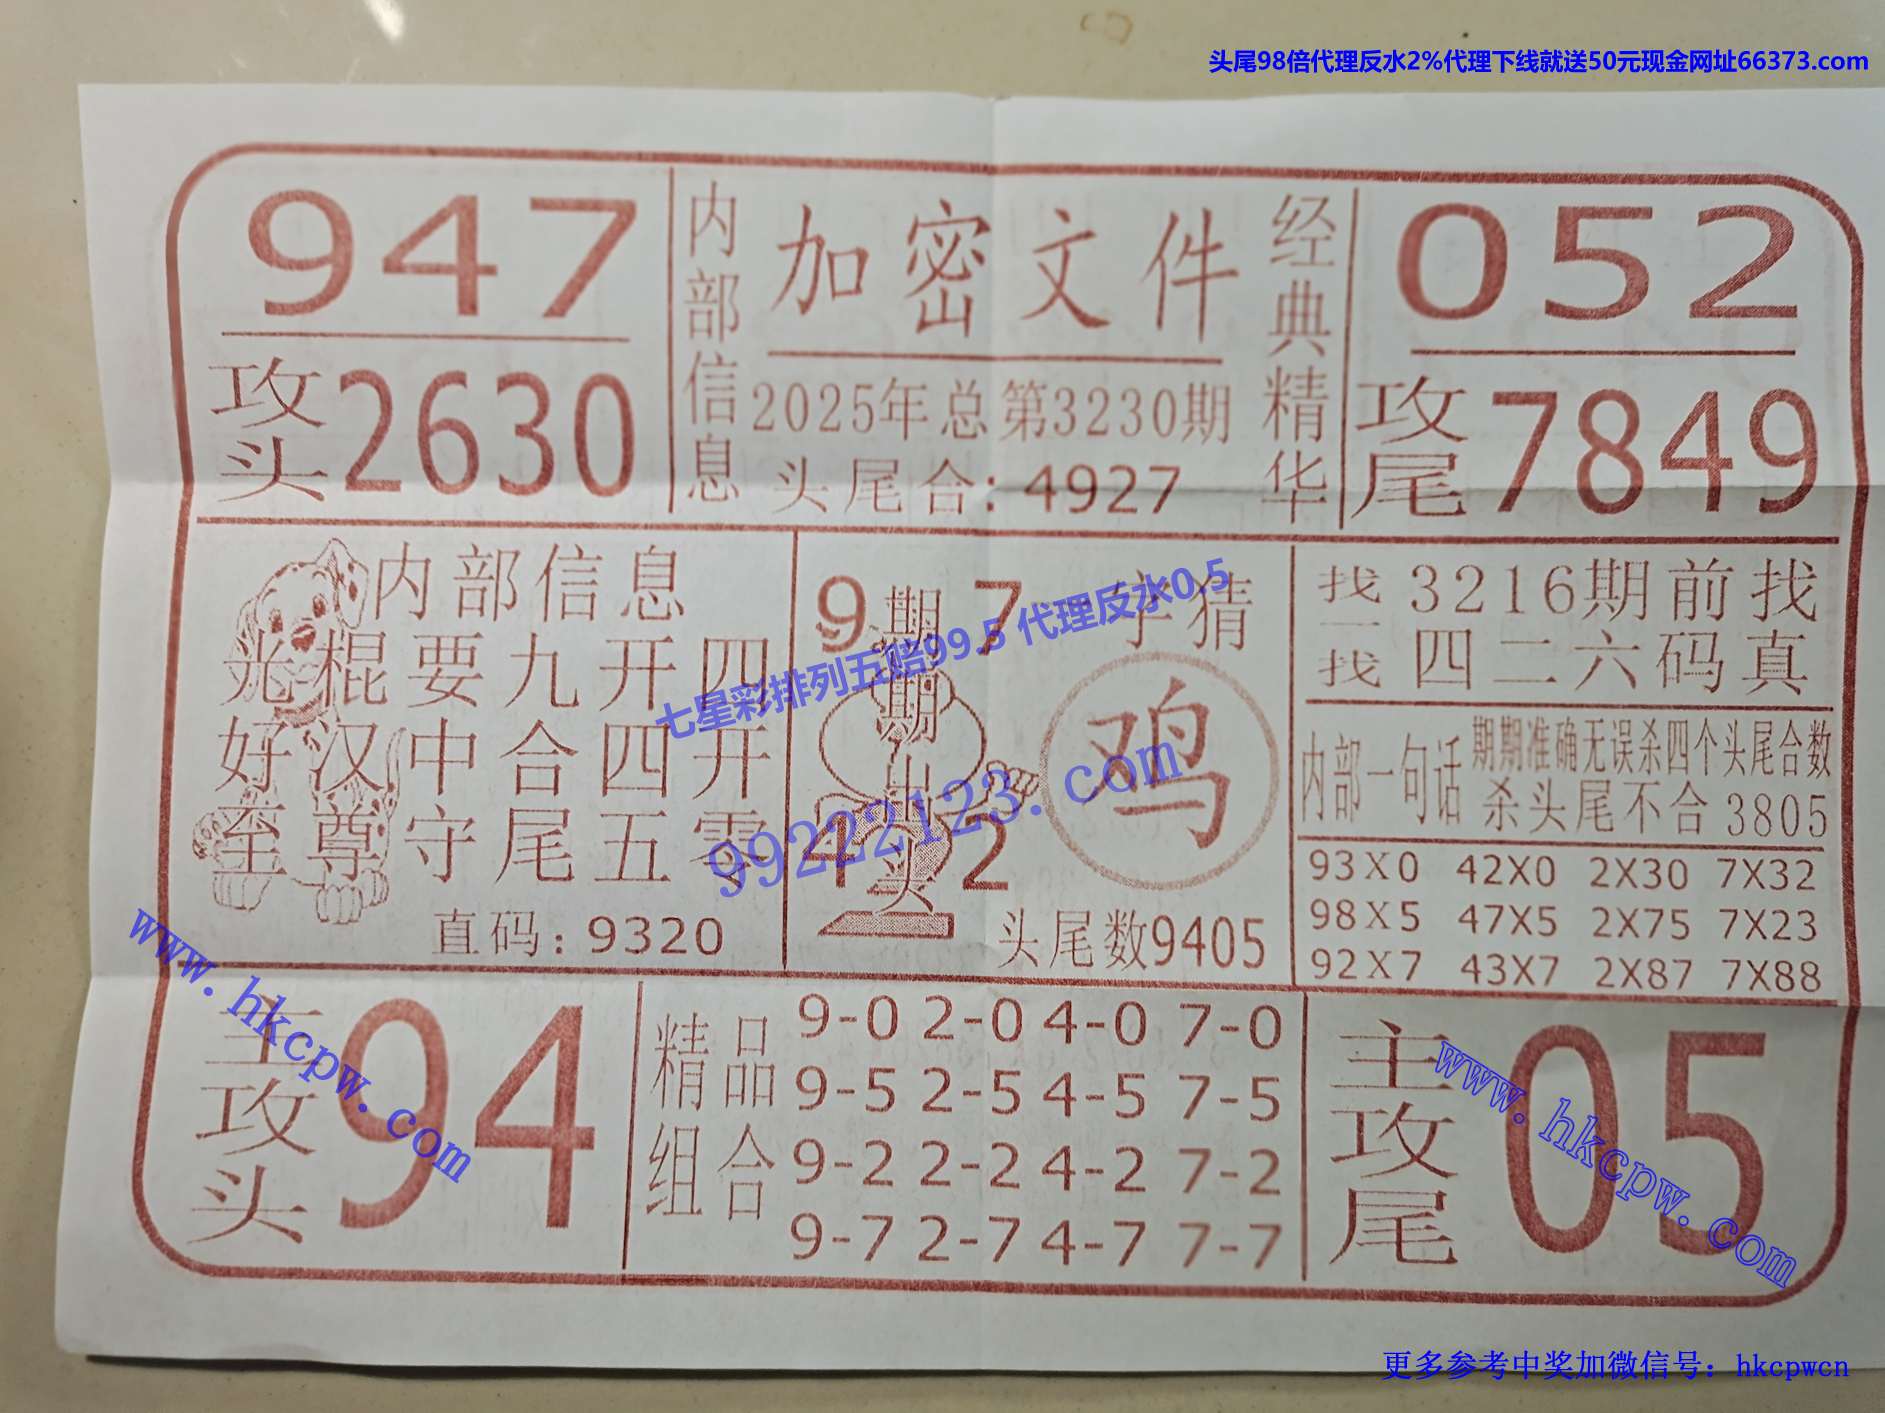 头尾98倍代理反水2%代理下线就送50元现金网址66373.com
947
攻头2630
内部信息
加密文件
2025年总第3230期
头尾合：4927
经典精华
052
攻尾7849
内部信息
光棍要九开四
好汉中合四开
至尊守尾五零
直码：9320
9 7
期期出头
4 2
一字猜
鸡
头尾数9405
找一找
3216期前找
四二六码真
内部一句话
期期准确无误杀四个头尾合数
杀头尾不合3805
93X0 42X0 2X30 7X32
98X5 47X5 2X75 7X23
92X7 43X7 2X87 7X88
主攻头
94
精品组合
9-0 2-0 4-0 7-0
9-5 2-5 4-5 7-5
9-2 2-2 4-2 7-2
9-7 2-7 4-7 7-7
主攻尾
05
七星彩排列五赔99.5 代理反水0.5
99222123.com
www.hkcpw.com
www.hkcpw.com
更多参考中奖加微信号：hkcpwcn